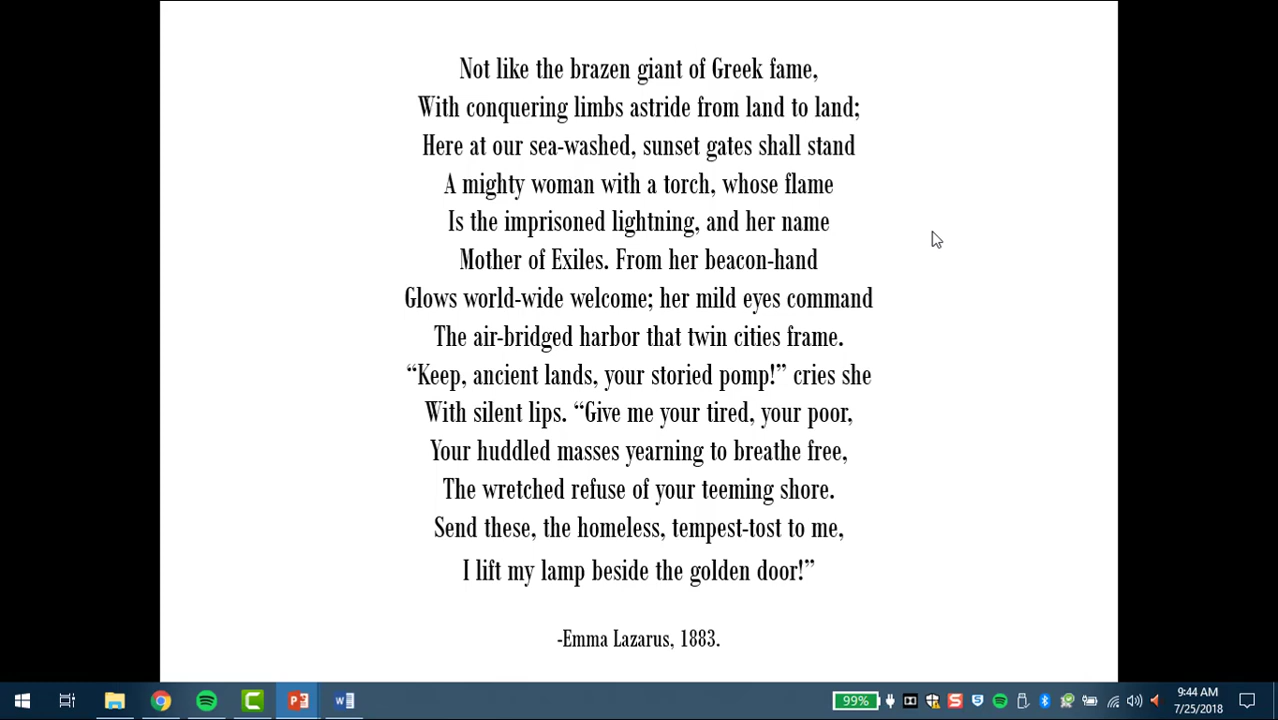 Not like the brazen giant of Greek fame,
With conquering limbs astride from land to land;
Here at our sea-washed, sunset gates shall stand
A mighty woman with a torch, whose flame
Is the imprisoned lightning, and her name
Mother of Exiles. From her beacon-hand
Glows world-wide welcome; her mild eyes command
The air-bridged harbor that twin cities frame.
“Keep, ancient lands, your storied pomp!” cries she
With silent lips. “Give me your tired, your poor,
Your huddled masses yearning to breathe free,
The wretched refuse of your teeming shore.
Send these, the homeless, tempest-tost to me,
I lift my lamp beside the golden door!”
-Emma Lazarus, 1883.
99%
9:44 AM
7/25/2018